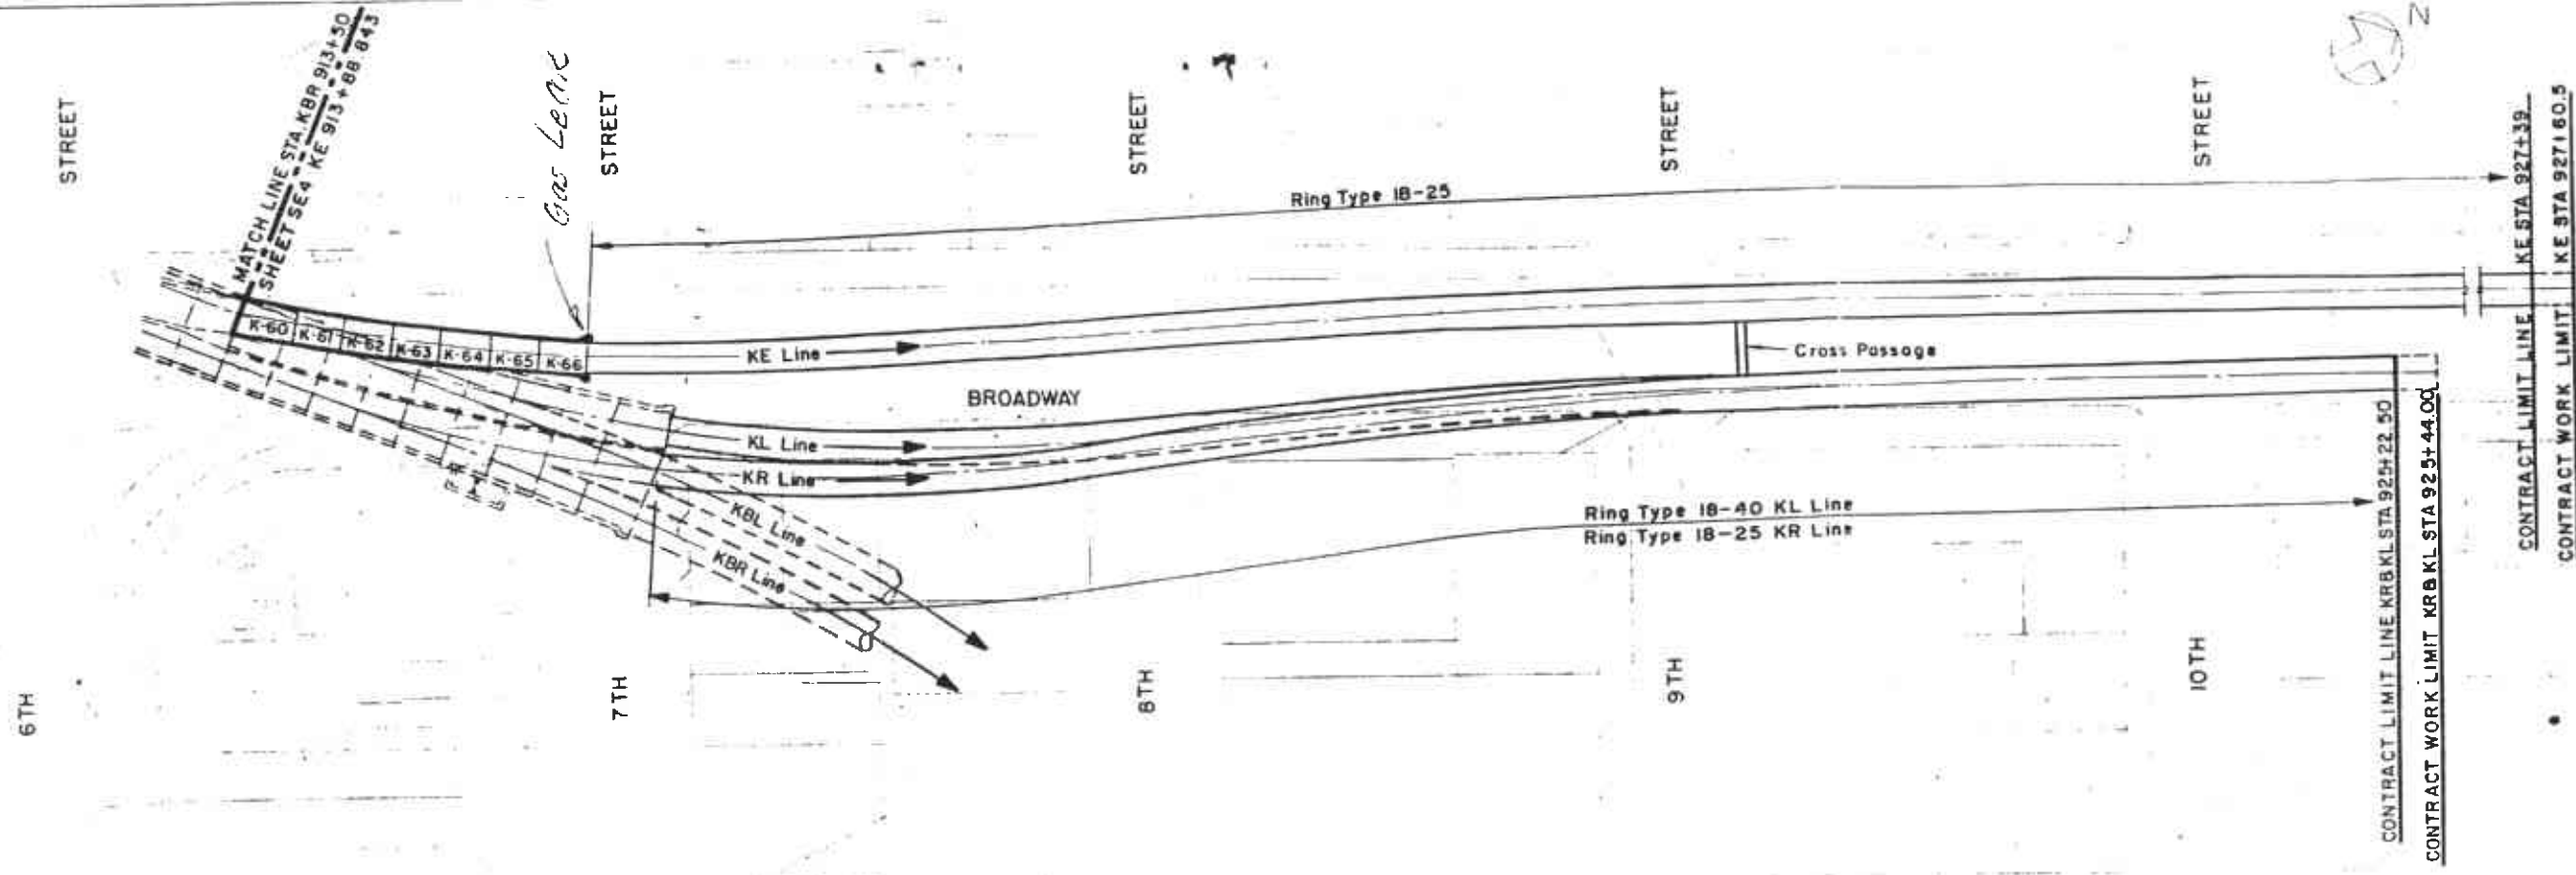 MATCH LINE STA. KBR 913+50
SHEET SE4 KE 913+88.843
STREET
Gas Leak
STREET
STREET
STREET
STREET
N
Ring Type 18-25
K-60
K-61
K-62
K-63
K-64
K-65
K-66
KE Line
Cross Passage
BROADWAY
KL Line
KR Line
KBL Line
KBR Line
Ring Type 18-40 KL Line
Ring Type 18-25 KR Line
6TH
7TH
8TH
9TH
10TH
CONTRACT LIMIT LINE KR&KL STA 925+22.50
CONTRACT WORK LIMIT KR&KL STA 925+44.00
CONTRACT LIMIT LINE KE STA 927+39
CONTRACT WORK LIMIT KE STA 927+60.5